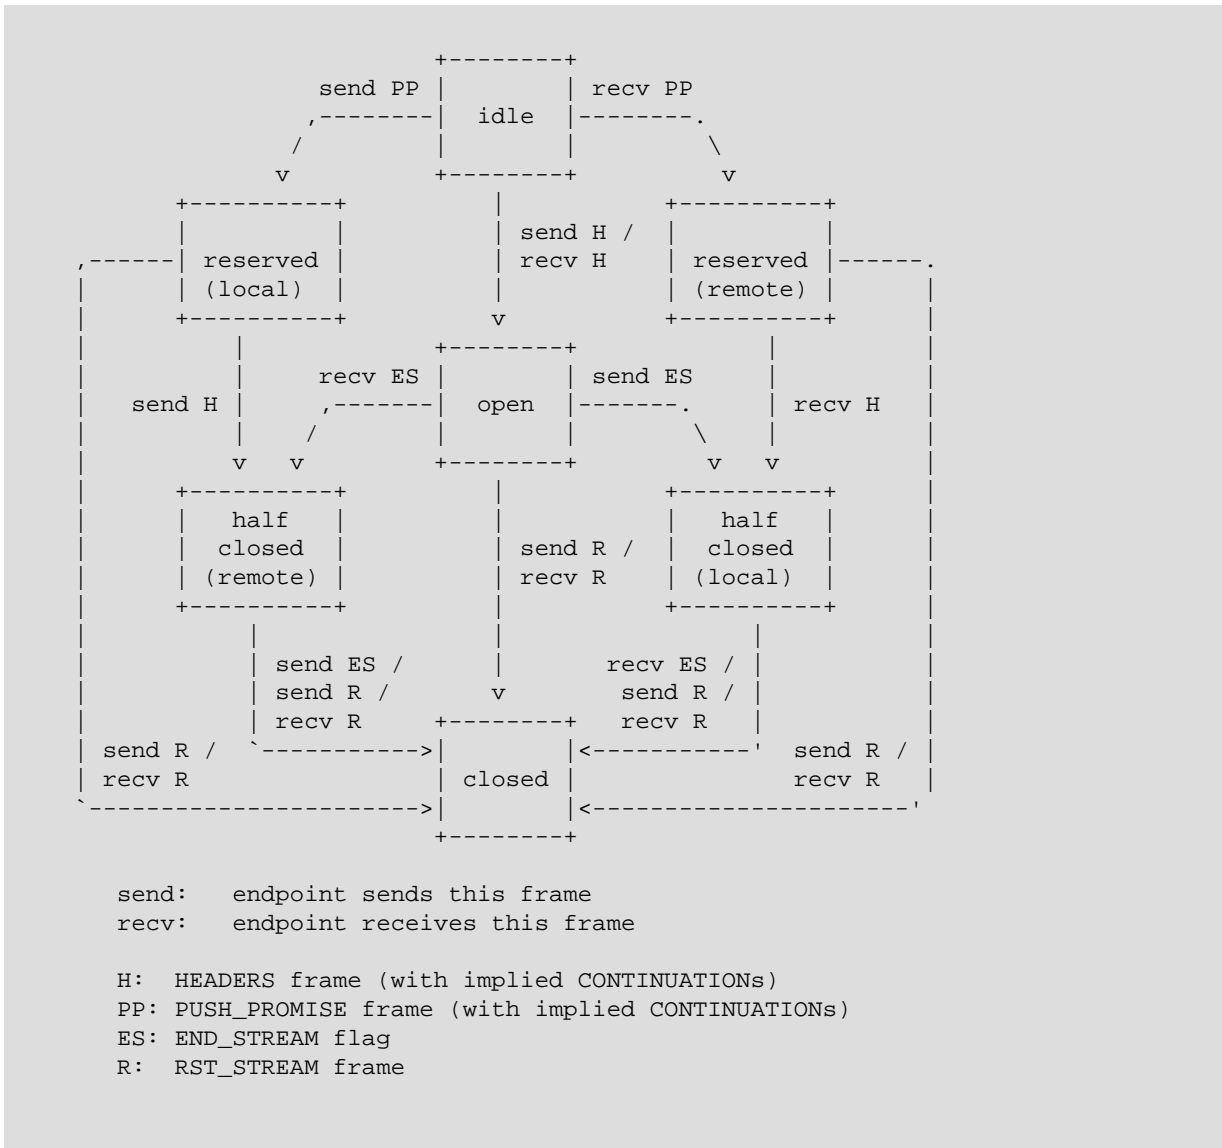 +--------+
                   send PP |        | recv PP
                  ,--------|  idle  |--------.
                 /         |        |         \
                v          +--------+          v
         +----------+          |           +----------+
         |          |          | send H /  |          |
  ,------| reserved |          | recv H    | reserved |------.
  |      | (local)  |          |           | (remote) |      |
  |      +----------+          v           +----------+      |
  |          |             +--------+             |          |
  |          |     recv ES |        | send ES     |          |
  |   send H |     ,-------|  open  |-------.     | recv H   |
  |          |    /        |        |        \    |          |
  |          v   v         +--------+         v   v          |
  |      +----------+          |           +----------+      |
  |      |   half   |          |           |   half   |      |
  |      |  closed  |          | send R /  |  closed  |      |
  |      | (remote) |          | recv R    | (local)  |      |
  |      +----------+          |           +----------+      |
  |           |                |                 |           |
  |           | send ES /      |       recv ES / |           |
  |           | send R /       v        send R / |           |
  |           | recv R     +--------+   recv R   |           |
  | send R /  `----------->|        |<-----------'  send R / |
  | recv R                 | closed |               recv R   |
  `----------------------->|        |<----------------------'
                           +--------+

     send:   endpoint sends this frame
     recv:   endpoint receives this frame

     H:  HEADERS frame (with implied CONTINUATIONs)
     PP: PUSH_PROMISE frame (with implied CONTINUATIONs)
     ES: END_STREAM flag
     R:  RST_STREAM frame